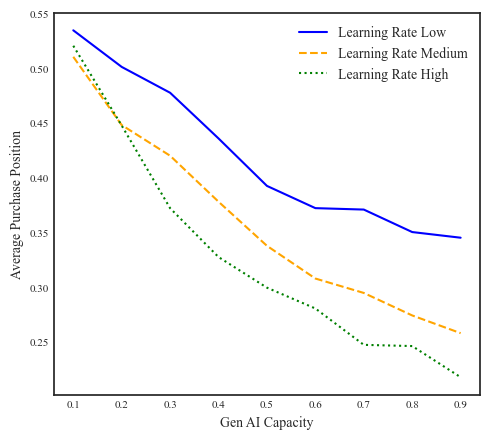 Learning Rate Low
Learning Rate Medium
Learning Rate High
Average Purchase Position
0.55
0.50
0.45
0.40
0.35
0.30
0.25
0.1 0.2 0.3 0.4 0.5 0.6 0.7 0.8 0.9
Gen AI Capacity